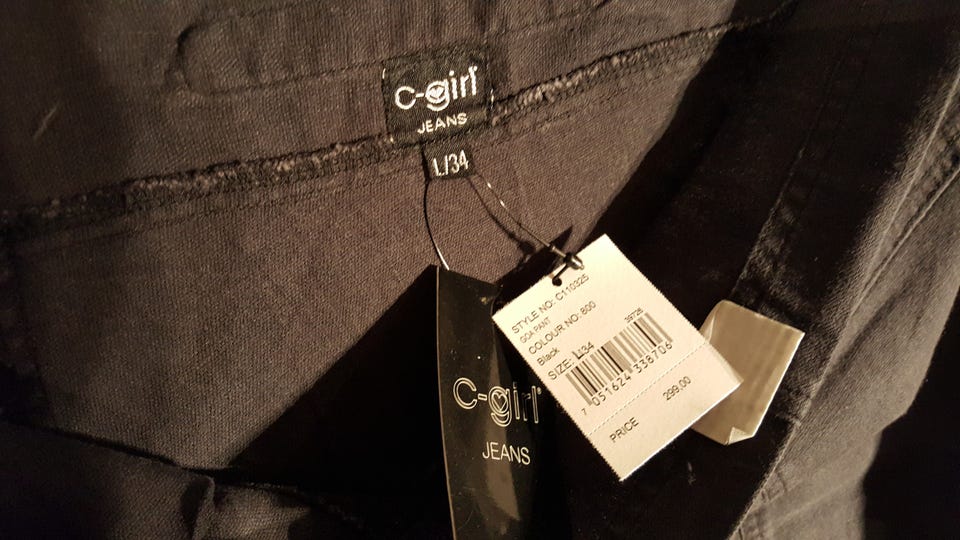 C-girl
JEANS
L/34
STYLE NO: C110325
GOA PANT
COLOUR NO: 800
Black
39726
SIZE: L/34
7 051624 338706
PRICE 299,00
C-girl
JEANS